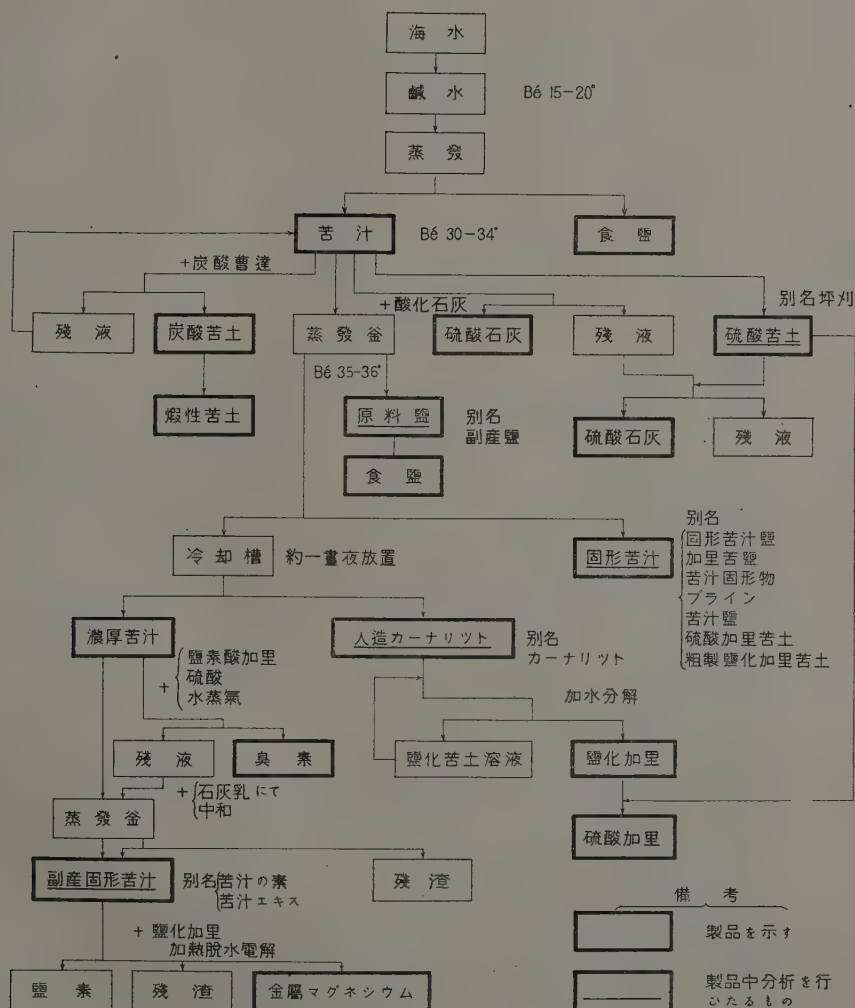 海水
鹹水
Bé 15-20°
蒸發
苦汁
Bé 30-34°
食鹽
+炭酸曹達
+酸化石灰
別名坪刈
殘液
炭酸苦土
蒸發釜
硫酸石灰
殘液
硫酸苦土
Bé 35-36°
煆性苦土
原料鹽
別名
副產鹽
硫酸石灰
殘液
食鹽
冷却槽
約一晝夜放置
固形苦汁
別名
固形苦汁鹽
加里苦鹽
苦汁固形物
ブライン
苦汁鹽
硫酸加里苦土
粗製鹽化加里苦土
濃厚苦汁
人造カーナリツト
別名
カーナリツト
+
鹽素酸加里
硫酸
水蒸氣
加水分解
殘液
臭素
鹽化苦土溶液
鹽化加里
+
石灰乳にて
中和
蒸發釜
硫酸加里
副產固形苦汁
別名
苦汁の素
苦汁エキス
殘渣
+ 鹽化加里
加熱脫水電解
鹽素
殘渣
金屬マグネシウム
備考
製品を示す
製品中分析を行
ひたるもの